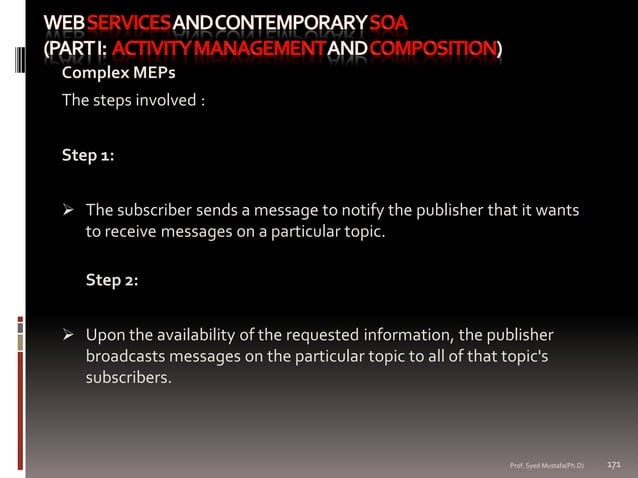 WEB SERVICES AND CONTEMPORARY SOA
(PART I: ACTIVITY MANAGEMENT AND COMPOSITION)
Complex MEPs
The steps involved :
Step 1:
➢ The subscriber sends a message to notify the publisher that it wants
to receive messages on a particular topic.
Step 2:
➢ Upon the availability of the requested information, the publisher
broadcasts messages on the particular topic to all of that topic's
subscribers.
Prof. Syed Mustafa(Ph.D) 171